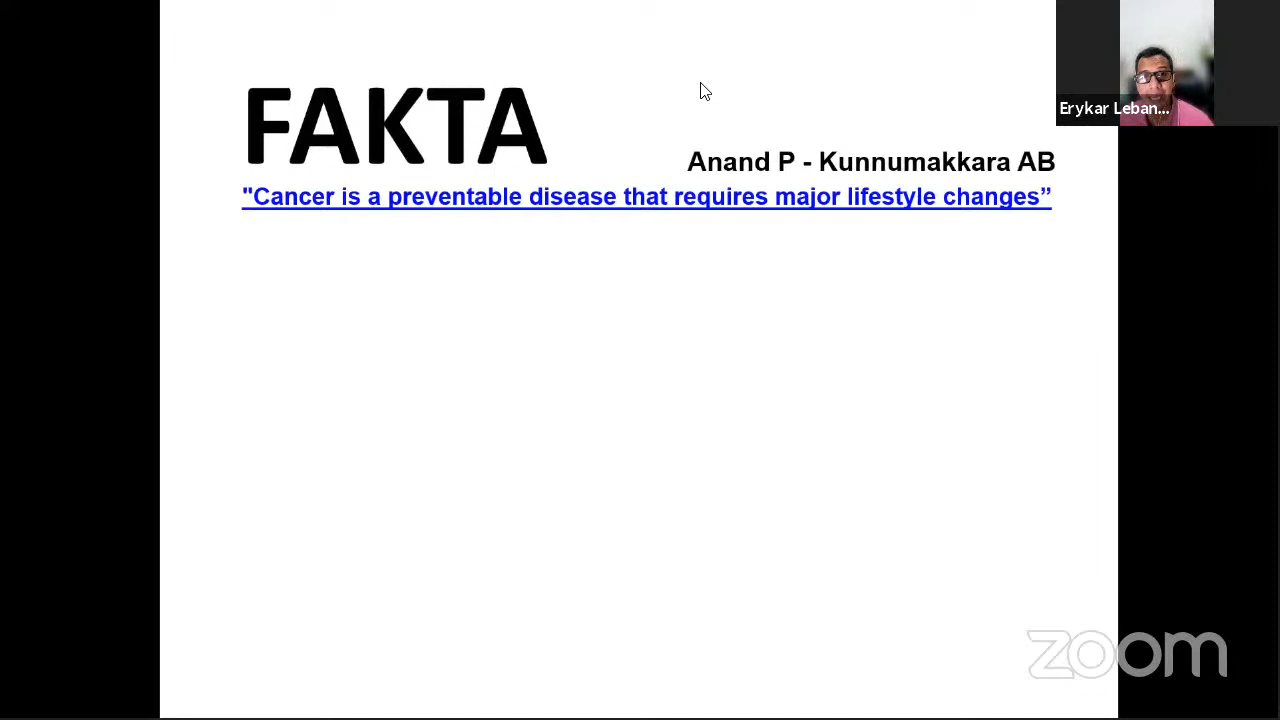 FAKTA
Anand P - Kunnumakkara AB
"Cancer is a preventable disease that requires major lifestyle changes”
Erykar Leban...
zoom